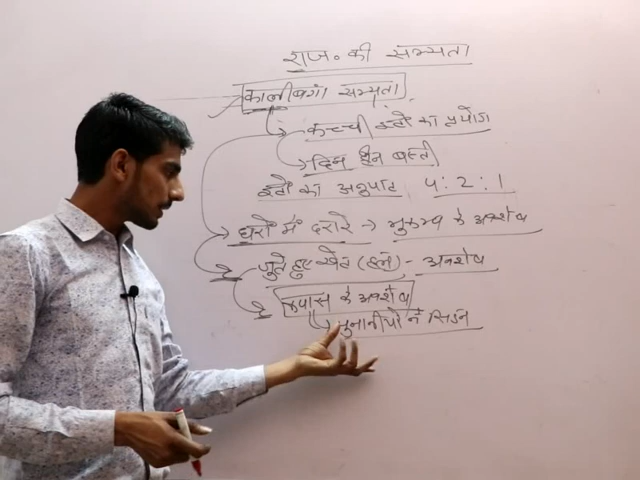 राज० की सभ्यता
कालीबंगा सभ्यता
कच्ची ईंटों का प्रयोग
दिन हीन बस्ती
ईंटों का अनुपात 4:2:1
घरों में दरारे → भुकम्प के अवशेष
जुते हुए खेत (हल) - अवशेष
कपास के अवशेष
युनानीयों ने सिंडन